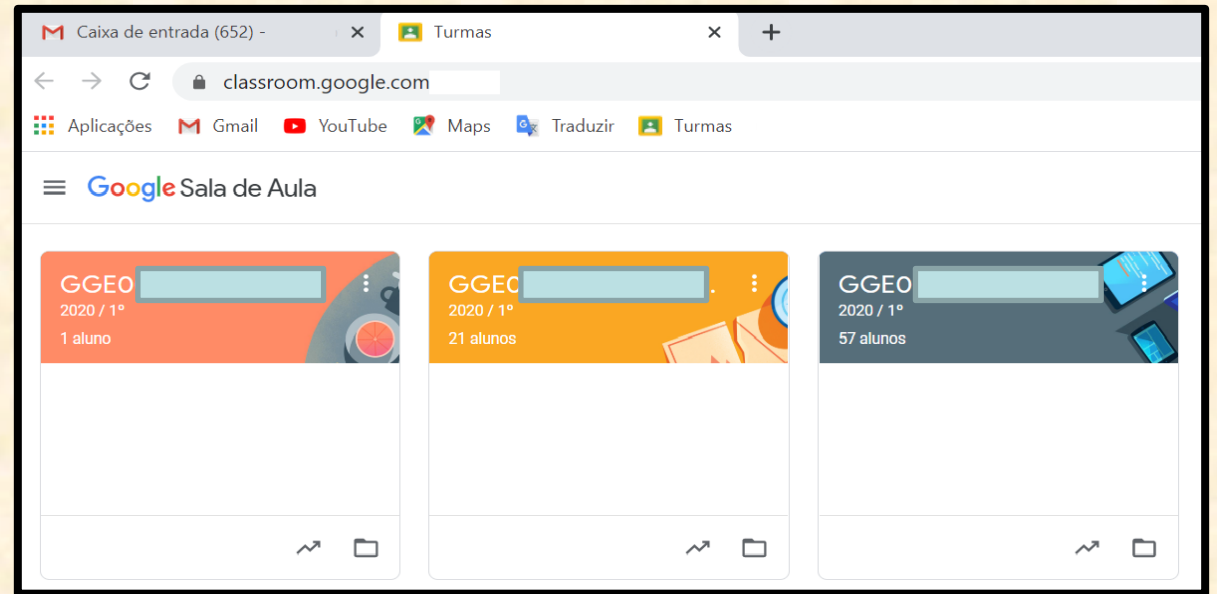 Caixa de entrada (652) -
Turmas
classroom.google.com
Aplicações Gmail YouTube Maps Traduzir Turmas
Google Sala de Aula
GGE0
2020 / 1º
1 aluno
GGE0
2020 / 1º
21 alunos
GGE0
2020 / 1º
57 alunos